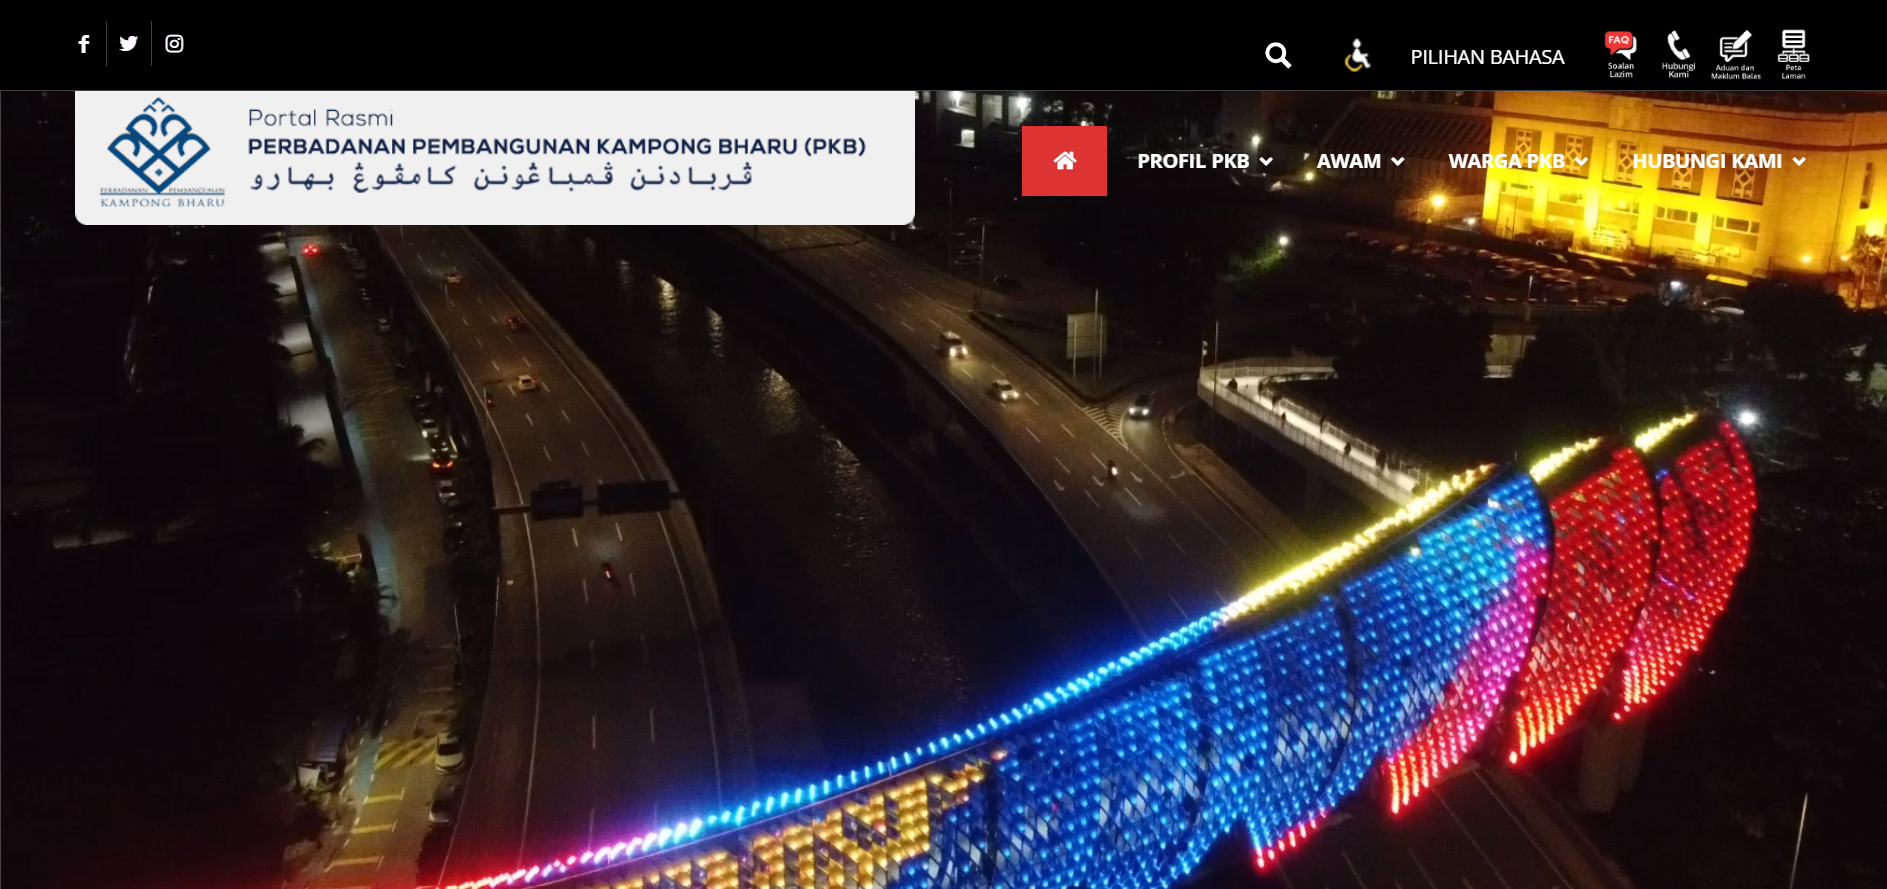 PILIHAN BAHASA
FAQ
Soalan
Lazim
Hubungi
Kami
Aduan dan
Maklum Balas
Peta
Laman
Portal Rasmi
PERBADANAN PEMBANGUNAN KAMPONG BHARU (PKB)
ڤربادنن ڤمباڠونن كامڤوڠ بهارو
PERBADANAN PEMBANGUNAN
KAMPONG BHARU
PROFIL PKB
AWAM
WARGA PKB
HUBUNGI KAMI